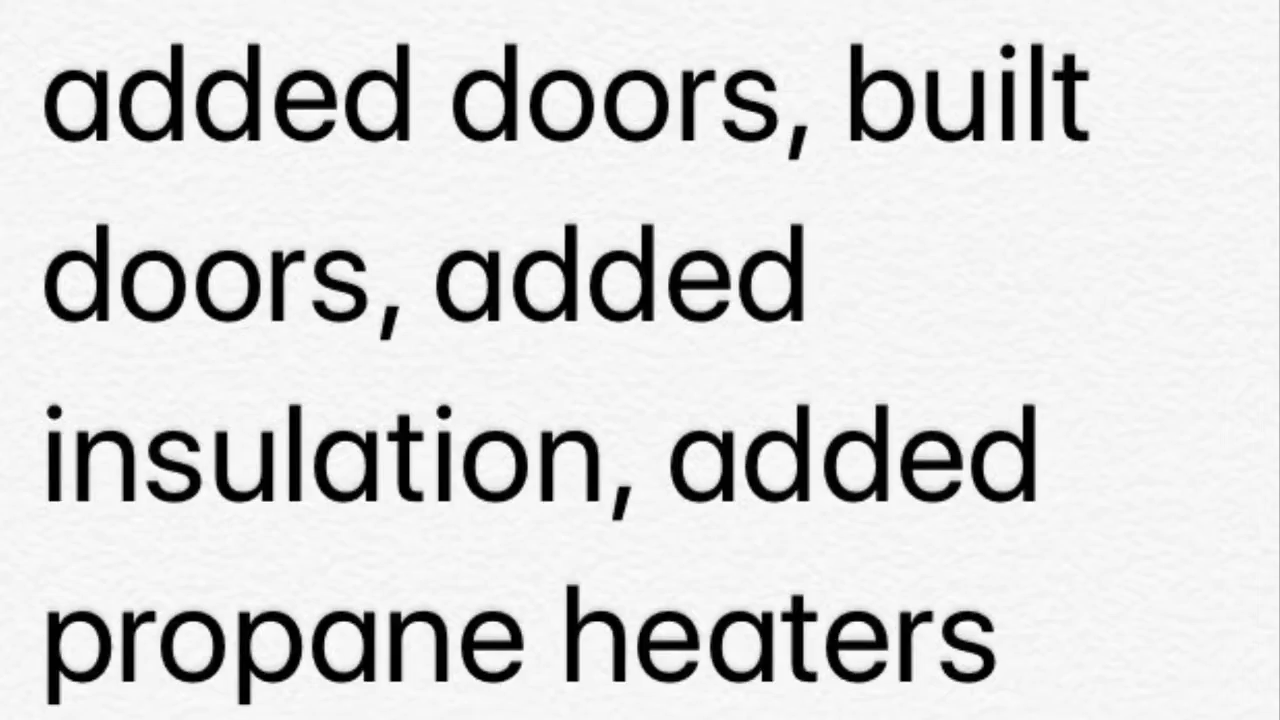 added doors, built
doors, added
insulation, added
propane heaters